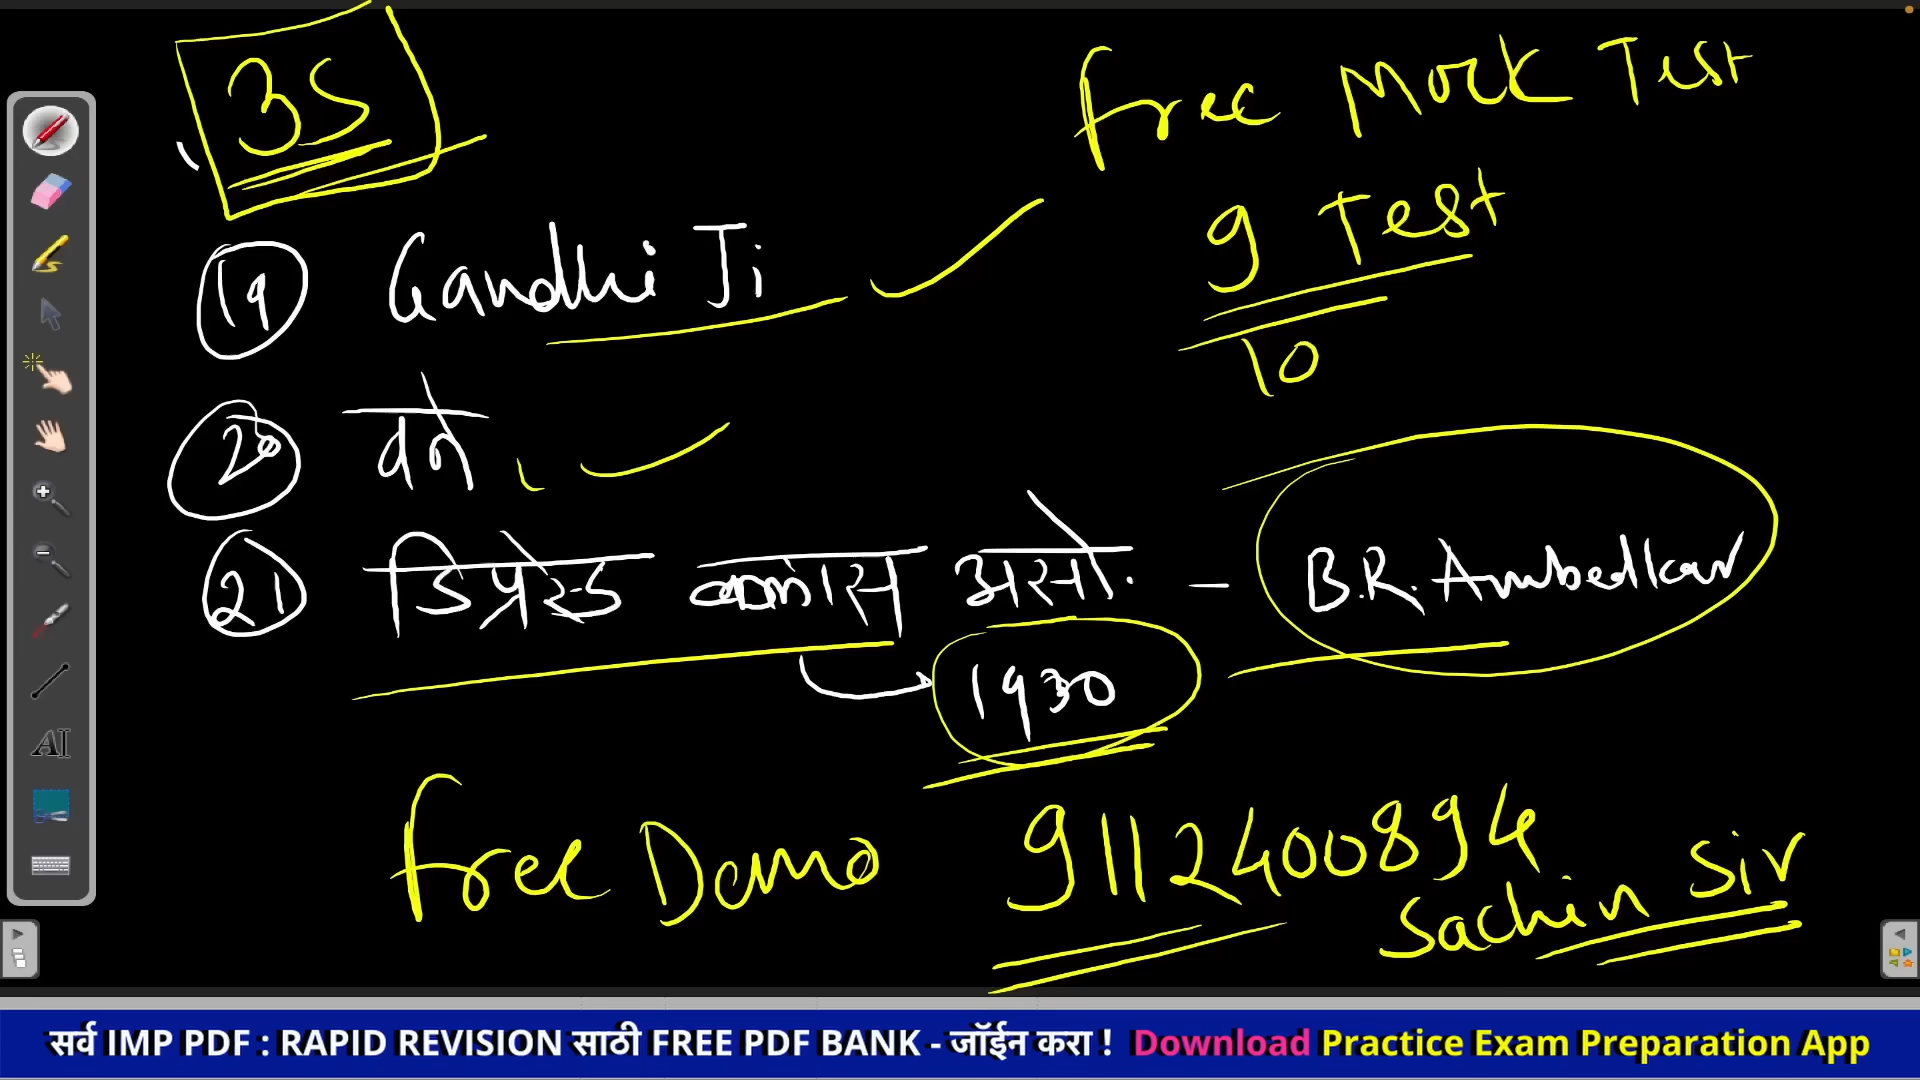 35
Free Mock Test
9 Test
10
19 Gandhi Ji
20 वने
21 डिप्रेस्ड क्लास असो. - B.R. Ambedkar
1930
Free Demo 9112400894
Sachin Sir
सर्व IMP PDF : RAPID REVISION साठी FREE PDF BANK - जॉईन करा ! Download Practice Exam Preparation App